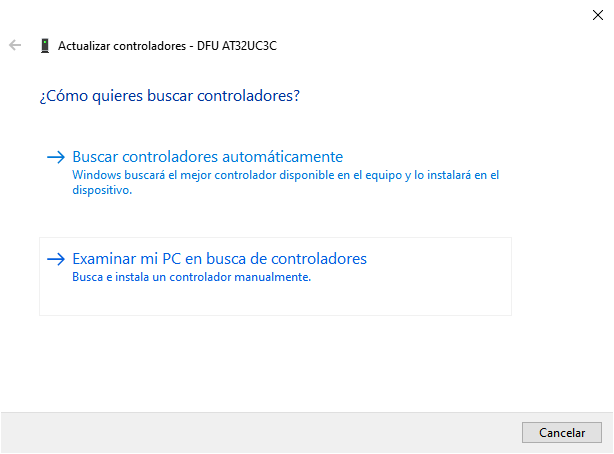 Actualizar controladores - DFU AT32UC3C
¿Cómo quieres buscar controladores?
Buscar controladores automáticamente
Windows buscará el mejor controlador disponible en el equipo y lo instalará en el
dispositivo.
Examinar mi PC en busca de controladores
Busca e instala un controlador manualmente.
Cancelar